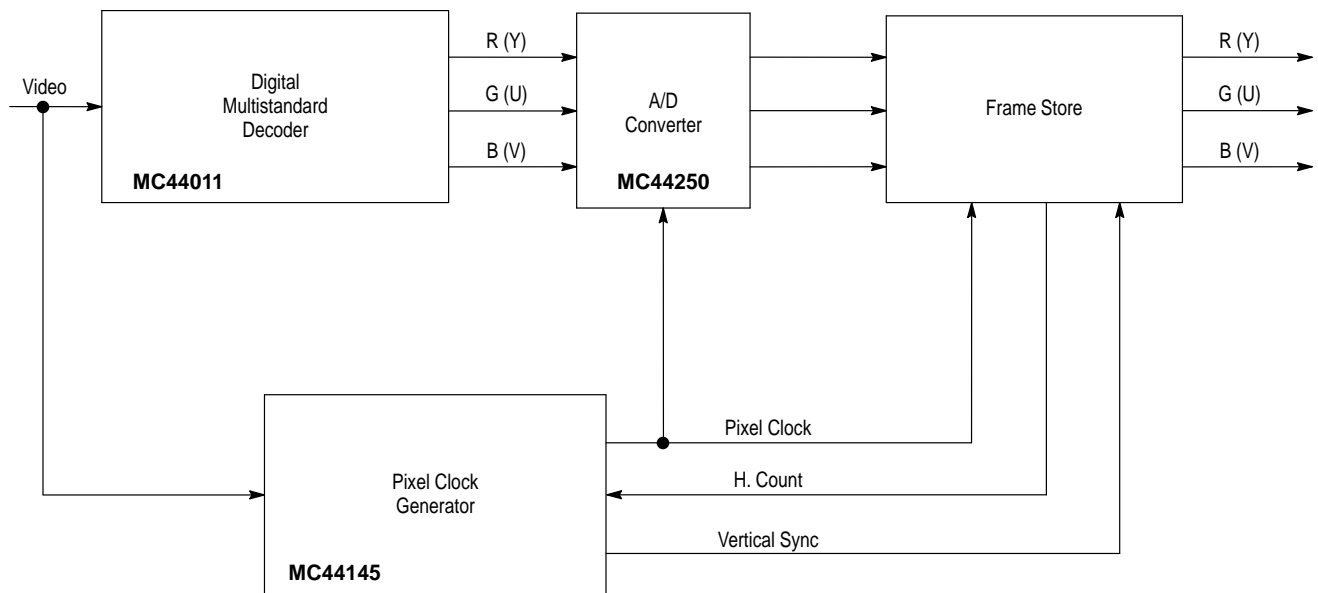 Video
Digital
Multistandard
Decoder
MC44011
R (Y)
G (U)
B (V)
A/D
Converter
MC44250
Frame Store
R (Y)
G (U)
B (V)
Pixel Clock
Generator
MC44145
Pixel Clock
H. Count
Vertical Sync